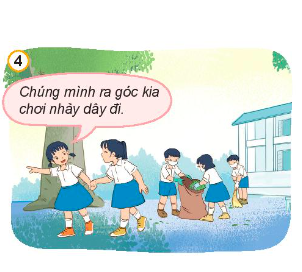 4
Chúng mình ra góc kia
chơi nhảy dây đi.